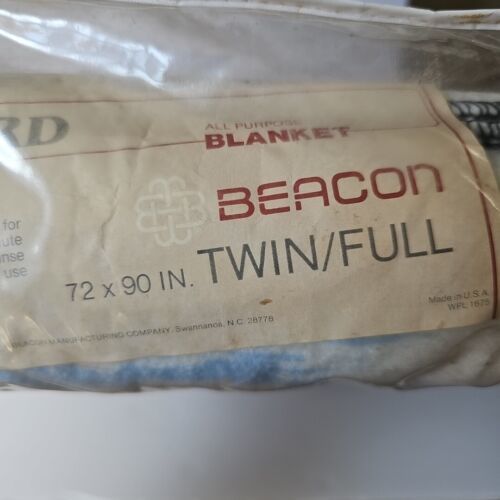 RD
ALL PURPOSE
BLANKET
BEACON
72 x 90 IN. TWIN/FULL
for
nse
use
Made in U.S.A.
WPL 1675
BEACON MANUFACTURING COMPANY, Swannanoa, N.C. 28778